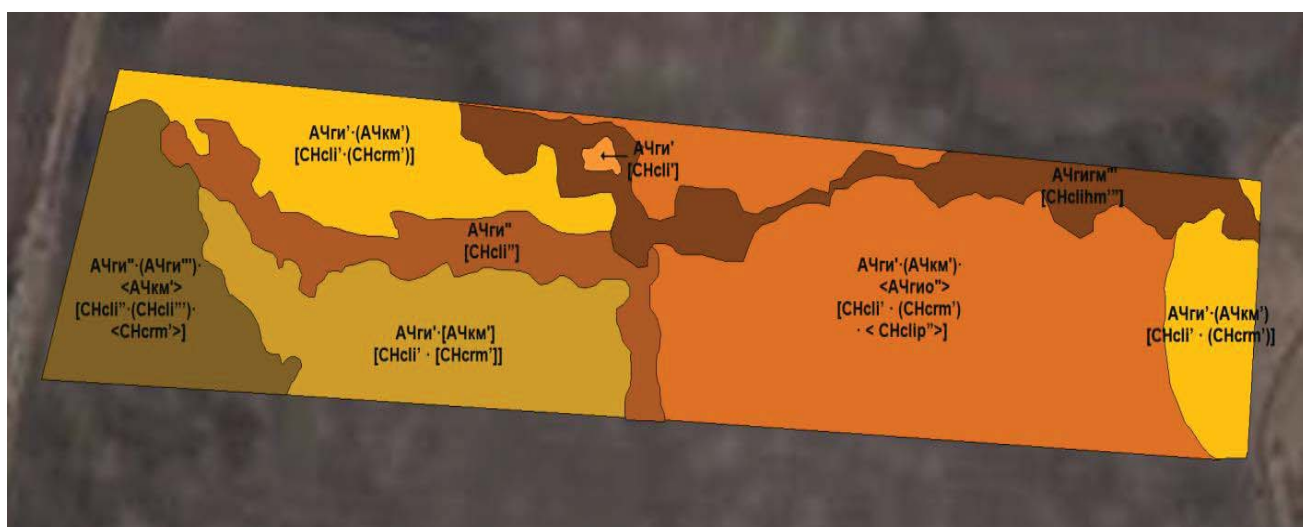 АЧги’·(АЧкм’)
[CHcli’·(CHcrm’)]
АЧги'
[CHcli']
АЧгигм"'
[CHclihm’”]
АЧги"
[CHcli”]
АЧги"·(АЧги"')·
<АЧкм'>
[CHcli”·(CHcli”’)·
<CHcrm’>]
АЧги'·[АЧкм']
[CHcli’ · [CHcrm’]]
АЧги'·(АЧкм')·
<АЧгио">
[CHcli’ · (CHcrm’)
· < CHclip”>]
АЧги’·(АЧкм’)
[CHcli’ · (CHcrm’)]